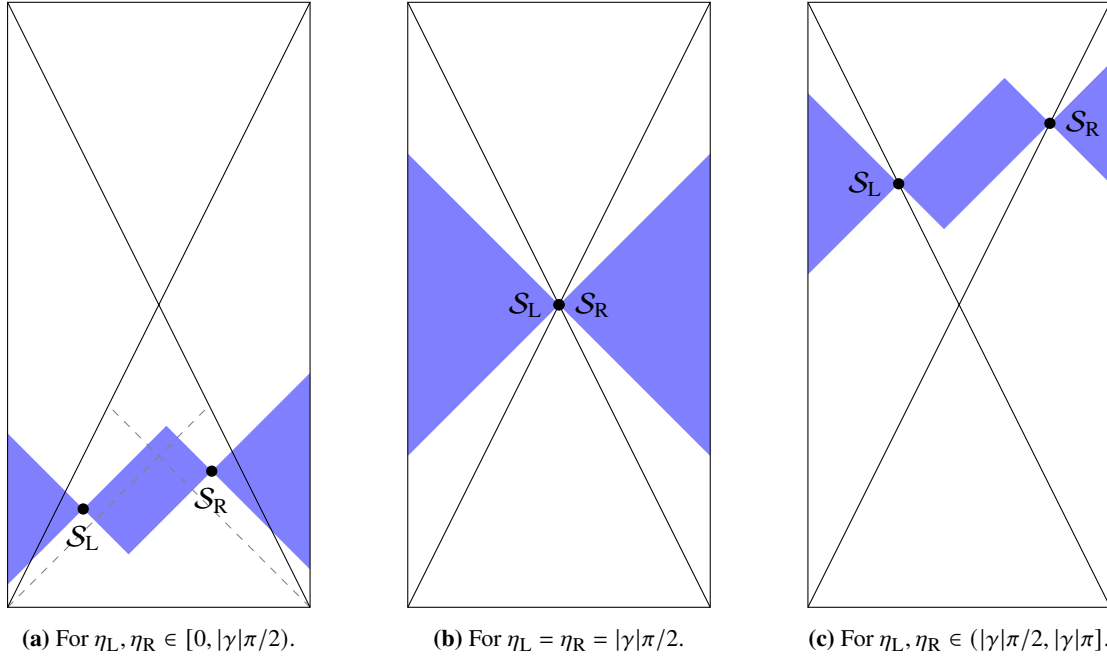 S_L
S_R
(a) For η_L, η_R ∈ [0, |γ|π/2).
S_L S_R
(b) For η_L = η_R = |γ|π/2.
S_L
S_R
(c) For η_L, η_R ∈ (|γ|π/2, |γ|π].